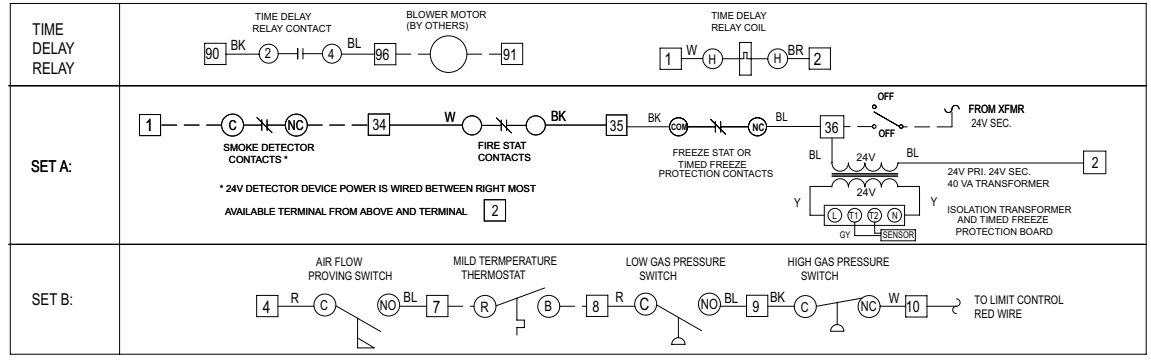 TIME
DELAY
RELAY
TIME DELAY
RELAY CONTACT
BLOWER MOTOR
(BY OTHERS)
90 BK 2 4 BL 96 91
TIME DELAY
RELAY COIL
1 W H H BR 2
SET A:
1 C NC 34 W BK 35 BK COM NC BL 36
SMOKE DETECTOR
CONTACTS *
FIRE STAT
CONTACTS
FREEZE STAT OR
TIMED FREEZE
PROTECTION CONTACTS
OFF
OFF
FROM XFMR
24V SEC.
* 24V DETECTOR DEVICE POWER IS WIRED BETWEEN RIGHT MOST
AVAILABLE TERMINAL FROM ABOVE AND TERMINAL 2
BL 24V BL 2
24V
24V PRI. 24V SEC.
40 VA TRANSFORMER
Y Y
L T1 T2 N
GY SENSOR
ISOLATION TRANSFORMER
AND TIMED FREEZE
PROTECTION BOARD
SET B:
AIR FLOW
PROVING SWITCH
MILD TERMPERATURE
THERMOSTAT
LOW GAS PRESSURE
SWITCH
HIGH GAS PRESSURE
SWITCH
4 R C NO BL 7 R B 8 R C NO BL 9 BK C NC W 10
TO LIMIT CONTROL
RED WIRE